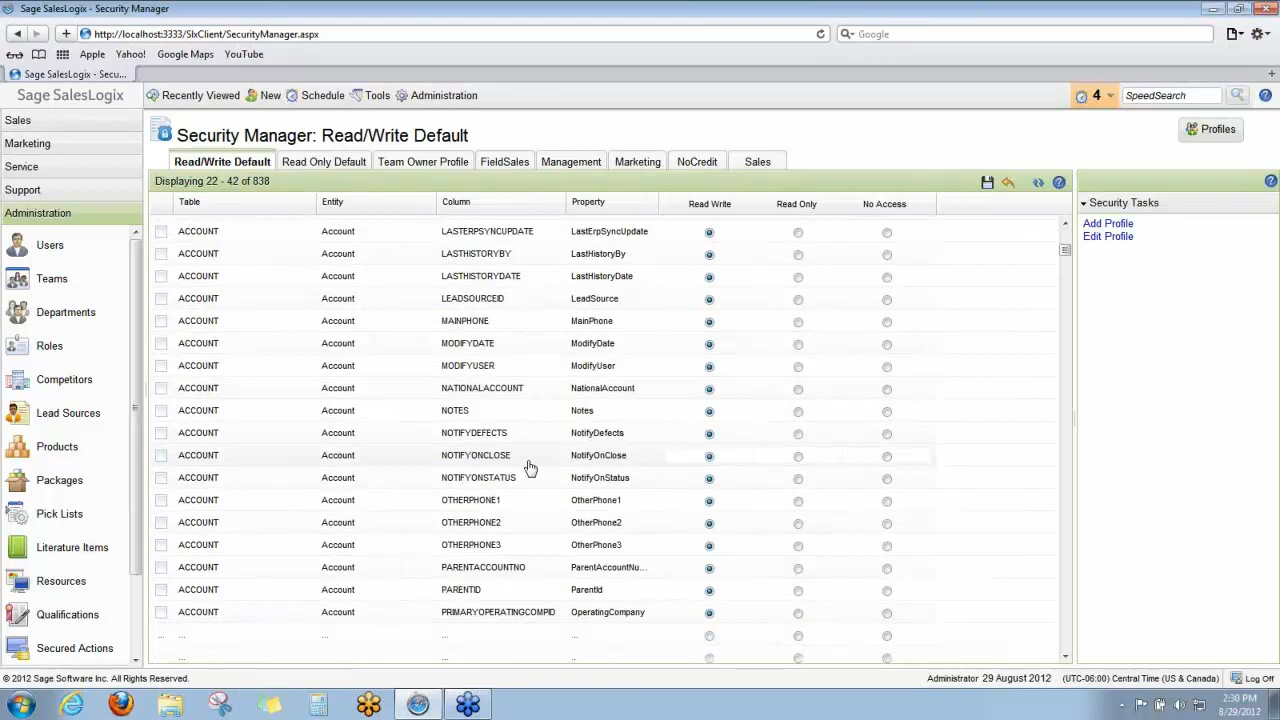 Sage SalesLogix - Security Manager
http://localhost:3333/SlxClient/SecurityManager.aspx
Google
Apple Yahoo! Google Maps YouTube
Sage SalesLogix - Secu...
Sage SalesLogix
Recently Viewed New Schedule Tools Administration
4
SpeedSearch
Sales
Marketing
Service
Support
Administration
Users
Teams
Departments
Roles
Competitors
Lead Sources
Products
Packages
Pick Lists
Literature Items
Resources
Qualifications
Secured Actions
Security Manager: Read/Write Default
Profiles
Read/Write Default Read Only Default Team Owner Profile FieldSales Management Marketing NoCredit Sales
Displaying 22 - 42 of 838
Table Entity Column Property Read Write Read Only No Access
ACCOUNT Account LASTERPSYNCUPDATE LastErpSyncUpdate
ACCOUNT Account LASTHISTORYBY LastHistoryBy
ACCOUNT Account LASTHISTORYDATE LastHistoryDate
ACCOUNT Account LEADSOURCEID LeadSource
ACCOUNT Account MAINPHONE MainPhone
ACCOUNT Account MODIFYDATE ModifyDate
ACCOUNT Account MODIFYUSER ModifyUser
ACCOUNT Account NATIONALACCOUNT NationalAccount
ACCOUNT Account NOTES Notes
ACCOUNT Account NOTIFYDEFECTS NotifyDefects
ACCOUNT Account NOTIFYONCLOSE NotifyOnClose
ACCOUNT Account NOTIFYONSTATUS NotifyOnStatus
ACCOUNT Account OTHERPHONE1 OtherPhone1
ACCOUNT Account OTHERPHONE2 OtherPhone2
ACCOUNT Account OTHERPHONE3 OtherPhone3
ACCOUNT Account PARENTACCOUNTNO ParentAccountNu...
ACCOUNT Account PARENTID ParentId
ACCOUNT Account PRIMARYOPERATINGCOMPID OperatingCompany
... ... ... ... ...
... ... ..
Security Tasks
Add Profile
Edit Profile
© 2012 Sage Software Inc. All Rights Reserved.
Administrator 29 August 2012 (UTC-06:00) Central Time (US & Canada) Log Off
2:30 PM
8/29/2012